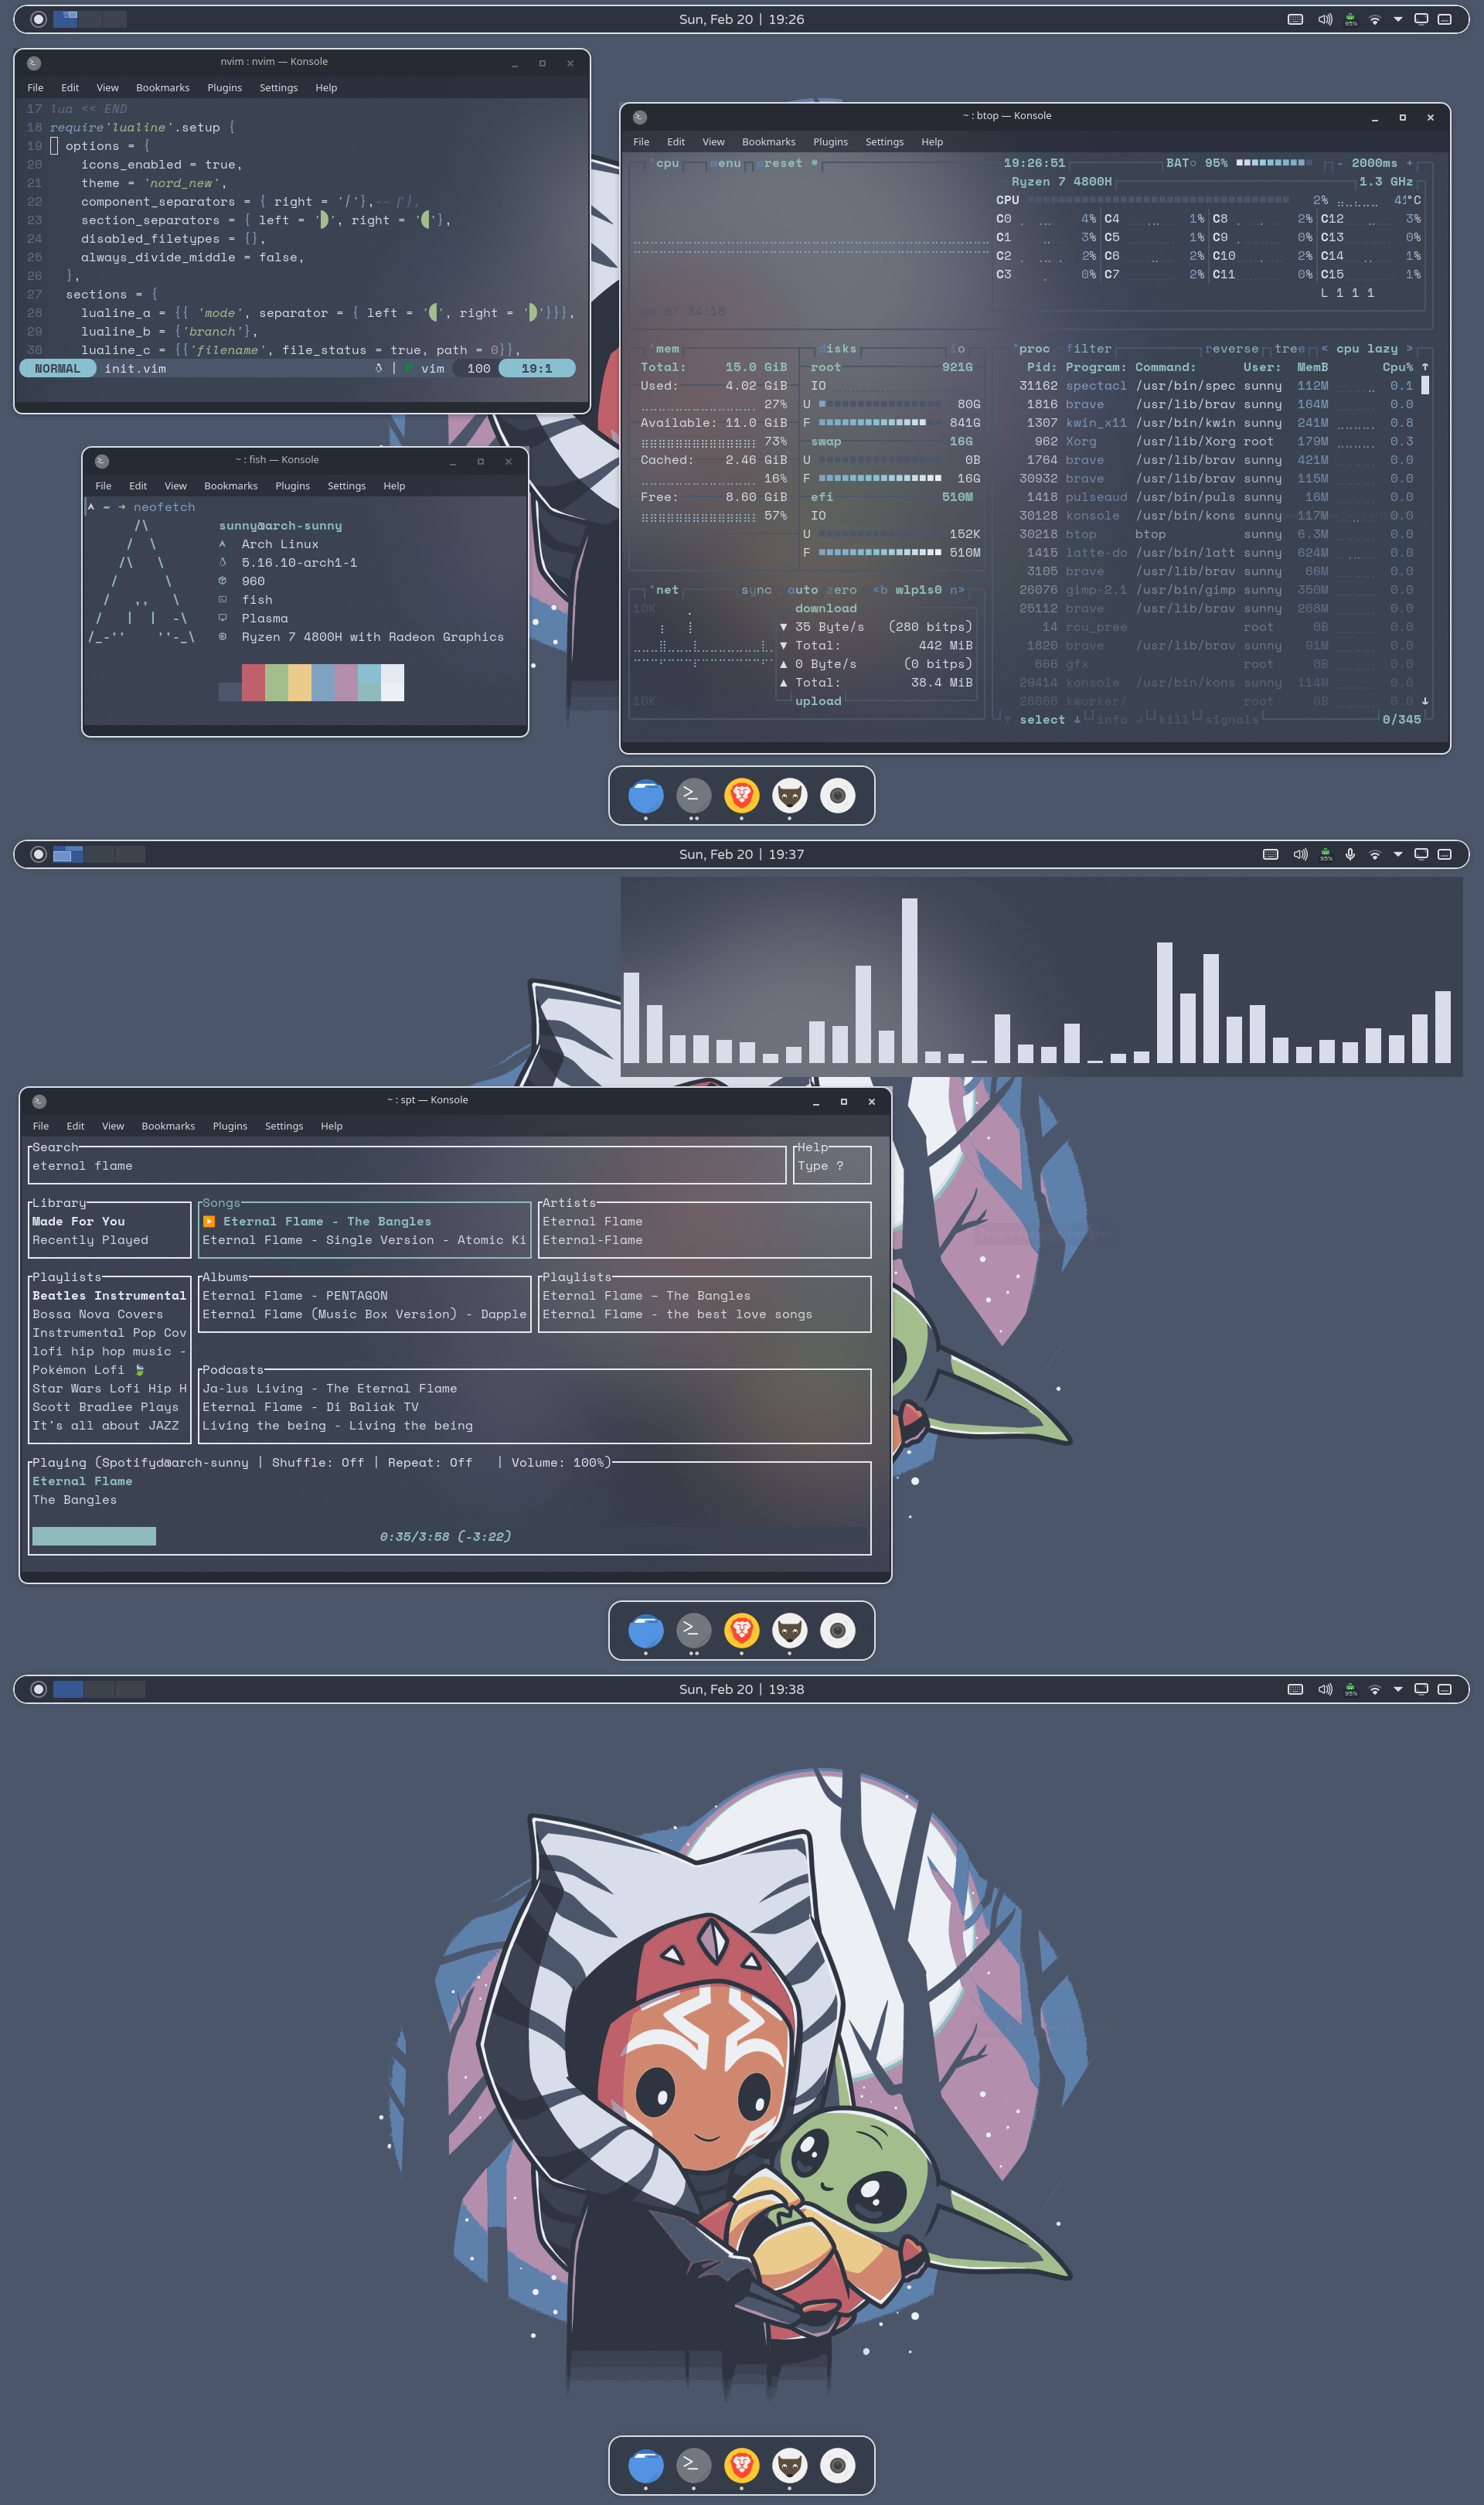 Sun, Feb 20 | 19:26
95%
nvim : nvim — Konsole
File Edit View Bookmarks Plugins Settings Help
17 lua << END
18 require'lualine'.setup {
19 options = {
20 icons_enabled = true,
21 theme = 'nord_new',
22 component_separators = { right = '|'},-- |'},
23 section_separators = { left = '', right = ''},
24 disabled_filetypes = {},
25 always_divide_middle = false,
26 },
27 sections = {
28 lualine_a = {{ 'mode', separator = { left = '', right = ''}}},
29 lualine_b = {'branch'},
30 lualine_c = {{'filename', file_status = true, path = 0}},
NORMAL init.vim | vim 100 19:1
~ : fish — Konsole
File Edit View Bookmarks Plugins Settings Help
~ ➜ neofetch
sunny@arch-sunny
Arch Linux
5.16.10-arch1-1
960
fish
Plasma
Ryzen 7 4800H with Radeon Graphics
~ : btop — Konsole
File Edit View Bookmarks Plugins Settings Help
cpu menu preset * 19:26:51 BAT○ 95% - 2000ms +
Ryzen 7 4800H 1.3 GHz
CPU 2% 41°C
C0 4% C4 1% C8 2% C12 3%
C1 3% C5 1% C9 0% C13 0%
C2 2% C6 2% C10 2% C14 1%
C3 0% C7 2% C11 0% C15 1%
L 1 1 1
up 07:34:18
mem disks io
Total: 15.0 GiB root 921G
Used: 4.02 GiB IO
27% U 80G
Available: 11.0 GiB F 841G
73% swap 16G
Cached: 2.46 GiB U 0B
16% F 16G
Free: 8.60 GiB efi 510M
57% IO
U 152K
F 510M
net sync auto zero <b wlp1s0 n>
10K download
▼ 35 Byte/s (280 bitps)
▼ Total: 442 MiB
▲ 0 Byte/s (0 bitps)
▲ Total: 38.4 MiB
10K upload
proc filter reverse tree < cpu lazy >
Pid: Program: Command: User: MemB Cpu% ↑
31162 spectacl /usr/bin/spec sunny 112M 0.1
1816 brave /usr/lib/brav sunny 164M 0.0
1307 kwin_x11 /usr/bin/kwin sunny 241M 0.8
962 Xorg /usr/lib/Xorg root 179M 0.3
1764 brave /usr/lib/brav sunny 421M 0.0
30932 brave /usr/lib/brav sunny 115M 0.0
1418 pulseaud /usr/bin/puls sunny 16M 0.0
30128 konsole /usr/bin/kons sunny 117M 0.0
30218 btop btop sunny 6.3M 0.0
1415 latte-do /usr/bin/latt sunny 624M 0.0
3105 brave /usr/lib/brav sunny 66M 0.0
26076 gimp-2.1 /usr/bin/gimp sunny 350M 0.0
25112 brave /usr/lib/brav sunny 208M 0.0
14 rcu_pree root 0B 0.0
1820 brave /usr/lib/brav sunny 91M 0.0
666 gfx root 0B 0.0
29414 konsole /usr/bin/kons sunny 114M 0.0
28066 kworker/ root 0B 0.0 ↓
↑ select ↓ info ↲ kill signals 0/345
Sun, Feb 20 | 19:37
95%
~ : spt — Konsole
File Edit View Bookmarks Plugins Settings Help
Search Help
eternal flame Type ?
Library Songs Artists
Made For You Eternal Flame - The Bangles Eternal Flame
Recently Played Eternal Flame - Single Version - Atomic Ki Eternal-Flame
Playlists Albums Playlists
Beatles Instrumental Eternal Flame - PENTAGON Eternal Flame – The Bangles
Bossa Nova Covers Eternal Flame (Music Box Version) - Dapple Eternal Flame - the best love songs
Instrumental Pop Cov
lofi hip hop music -
Pokémon Lofi 🍃 Podcasts
Star Wars Lofi Hip H Ja-lus Living - The Eternal Flame
Scott Bradlee Plays Eternal Flame - Di Baliak TV
It's all about JAZZ Living the being - Living the being
Playing (Spotifyd@arch-sunny | Shuffle: Off | Repeat: Off | Volume: 100%)
Eternal Flame
The Bangles
0:35/3:58 (-3:22)
Sun, Feb 20 | 19:38
95%